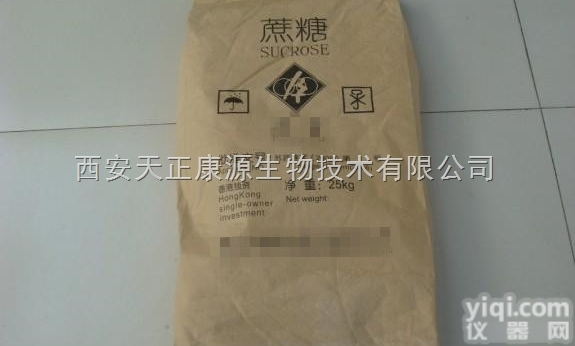 蔗糖
SUCROSE
西安天正康源生物技术有限公司
香港独资
HongKong
single-owner
investment
净 重: 25kg
Net weight:
yiqi.com
仪器网